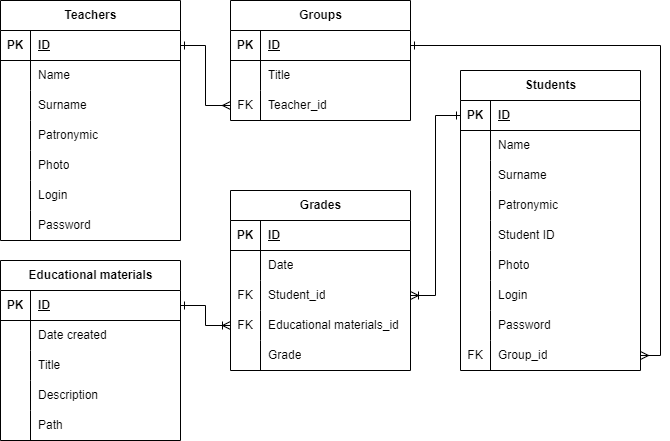 Teachers
PK ID
Name
Surname
Patronymic
Photo
Login
Password
Groups
PK ID
Title
FK Teacher_id
Students
PK ID
Name
Surname
Patronymic
Student ID
Photo
Login
Password
FK Group_id
Grades
PK ID
Date
FK Student_id
FK Educational materials_id
Grade
Educational materials
PK ID
Date created
Title
Description
Path